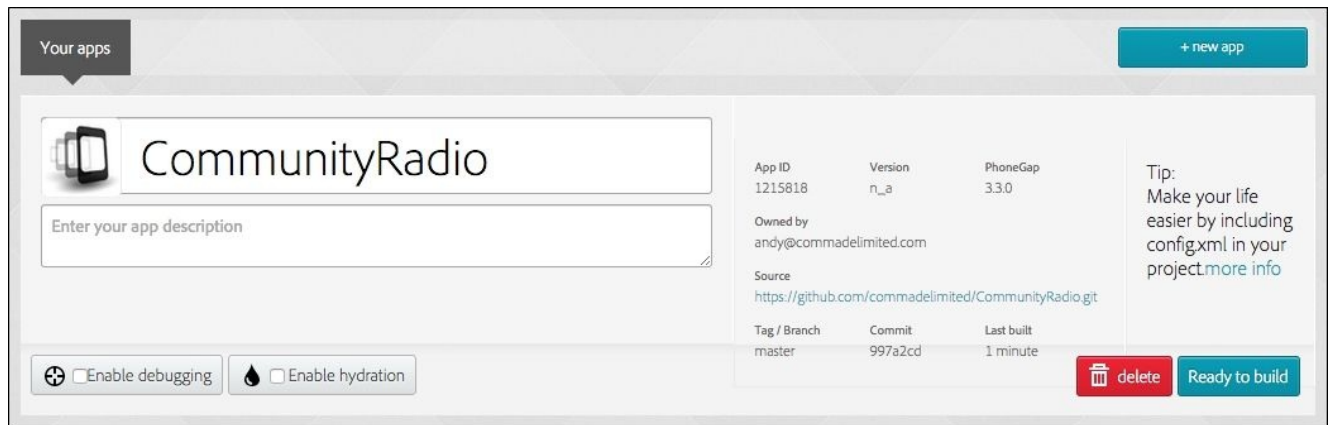 Your apps
+ new app
CommunityRadio
Enter your app description
App ID Version PhoneGap
1215818 n_a 3.3.0
Owned by
andy@commadelimited.com
Source
https://github.com/commadelimited/CommunityRadio.git
Tag / Branch Commit Last built
master 997a2cd 1 minute
Tip:
Make your life
easier by including
config.xml in your
project.more info
Enable debugging
Enable hydration
delete
Ready to build